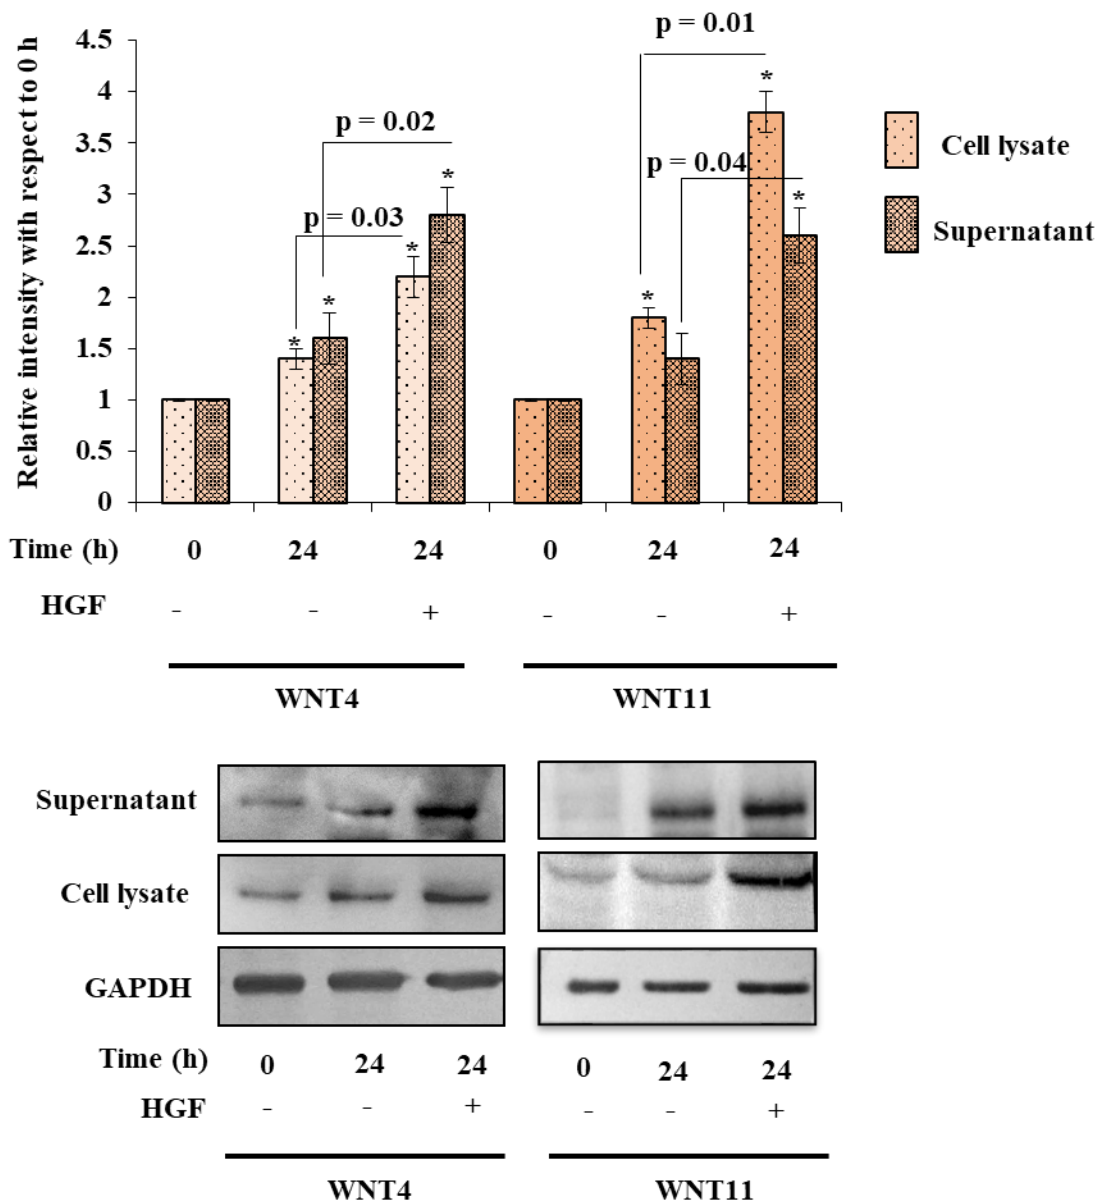 Relative intensity with respect to 0 h
4.5
4
3.5
3
2.5
2
1.5
1
0.5
0
p = 0.01
p = 0.02
p = 0.04
p = 0.03
*
*
*
*
*
*
*
Cell lysate
Supernatant
Time (h) 0 24 24 0 24 24
HGF - - + - - +
WNT4 WNT11
Supernatant
Cell lysate
GAPDH
Time (h) 0 24 24 0 24 24
HGF - - + - - +
WNT4 WNT11